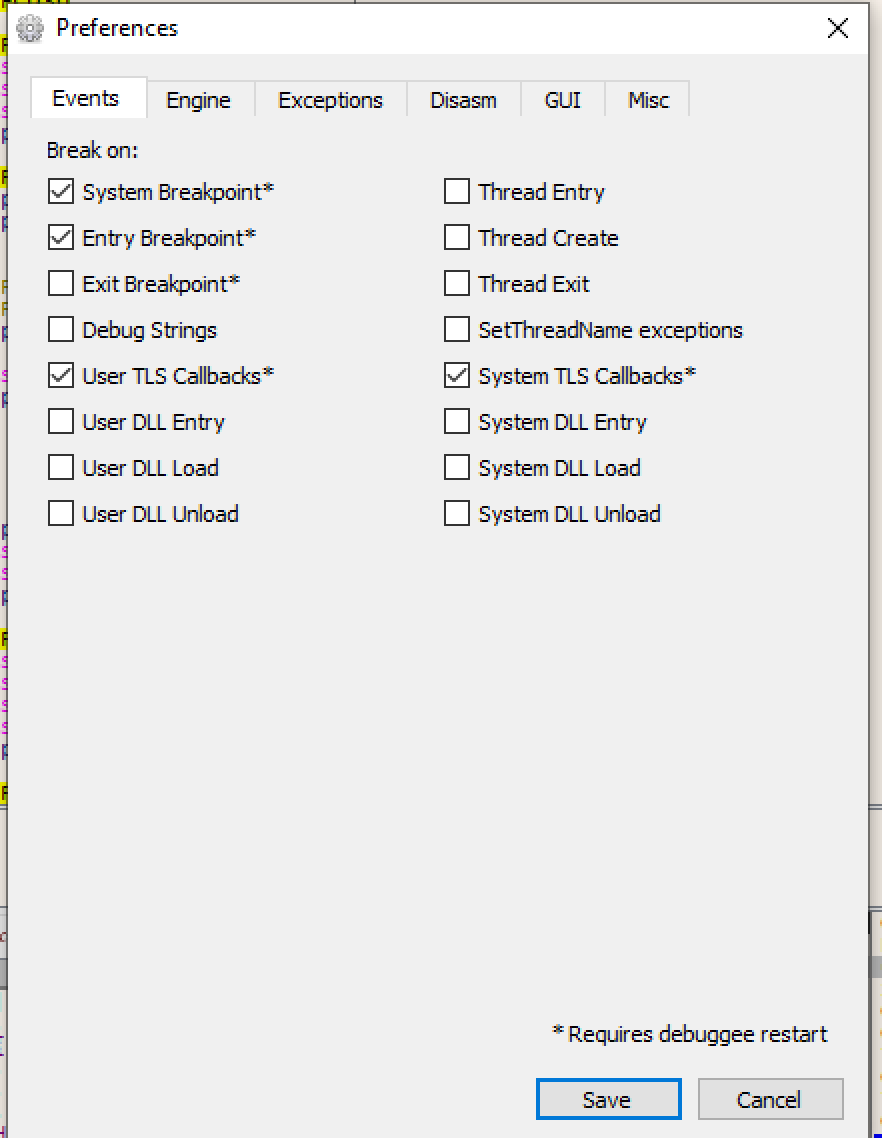 Preferences
Events Engine Exceptions Disasm GUI Misc
Break on:
System Breakpoint* Thread Entry
Entry Breakpoint* Thread Create
Exit Breakpoint* Thread Exit
Debug Strings SetThreadName exceptions
User TLS Callbacks* System TLS Callbacks*
User DLL Entry System DLL Entry
User DLL Load System DLL Load
User DLL Unload System DLL Unload
* Requires debuggee restart
Save Cancel